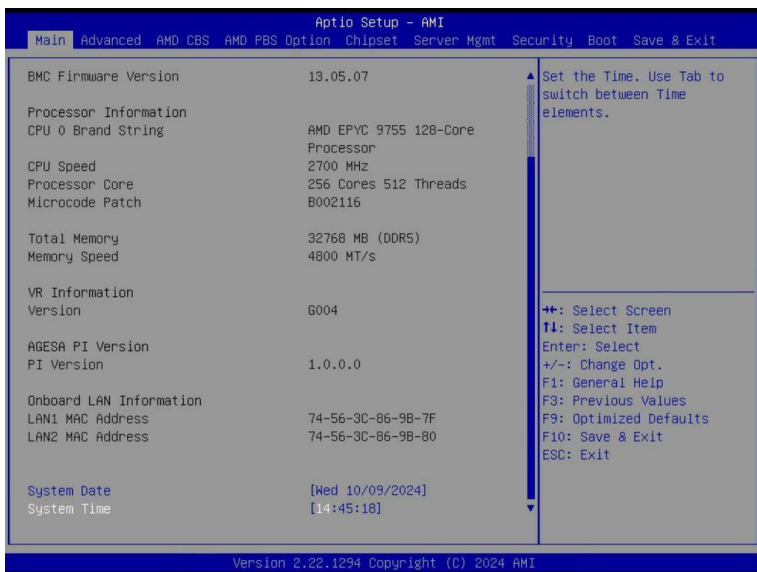 Aptio Setup - AMI
Main Advanced AMD CBS AMD PBS Option Chipset Server Mgmt Security Boot Save & Exit
BMC Firmware Version 13.05.07
Processor Information
CPU 0 Brand String AMD EPYC 9755 128-Core
Processor
CPU Speed 2700 MHz
Processor Core 256 Cores 512 Threads
Microcode Patch B002116
Total Memory 32768 MB (DDR5)
Memory Speed 4800 MT/s
VR Information
Version G004
AGESA PI Version
PI Version 1.0.0.0
Onboard LAN Information
LAN1 MAC Address 74-56-3C-86-9B-7F
LAN2 MAC Address 74-56-3C-86-9B-80
System Date [Wed 10/09/2024]
System Time [14:45:18]
Set the Time. Use Tab to
switch between Time
elements.
→←: Select Screen
↑↓: Select Item
Enter: Select
+/-: Change Opt.
F1: General Help
F3: Previous Values
F9: Optimized Defaults
F10: Save & Exit
ESC: Exit
Version 2.22.1294 Copyright (C) 2024 AMI